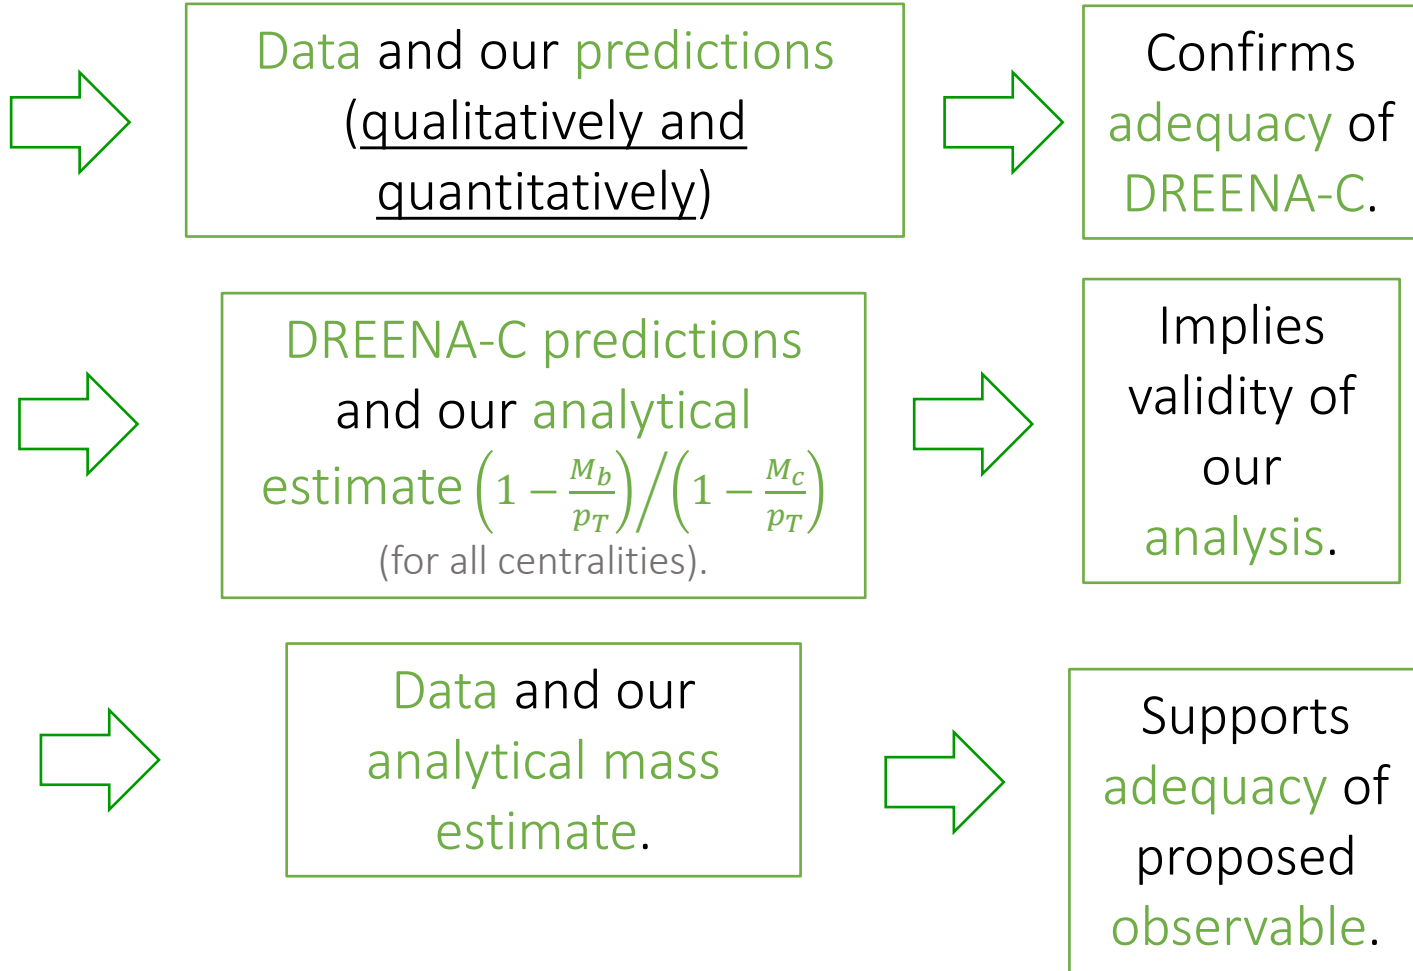 Data and our predictions
(qualitatively and
quantitatively)
Confirms
adequacy of
DREENA-C.
DREENA-C predictions
and our analytical
estimate (1 − M_b/p_T)/(1 − M_c/p_T)
(for all centralities).
Implies
validity of
our
analysis.
Data and our
analytical mass
estimate.
Supports
adequacy of
proposed
observable.